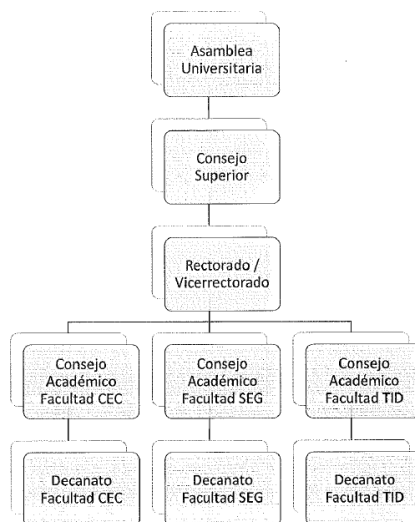 Asamblea
Universitaria
Consejo
Superior
Rectorado /
Vicerrectorado
Consejo
Académico
Facultad CEC
Consejo
Académico
Facultad SEG
Consejo
Académico
Facultad TID
Decanato
Facultad CEC
Decanato
Facultad SEG
Decanato
Facultad TID